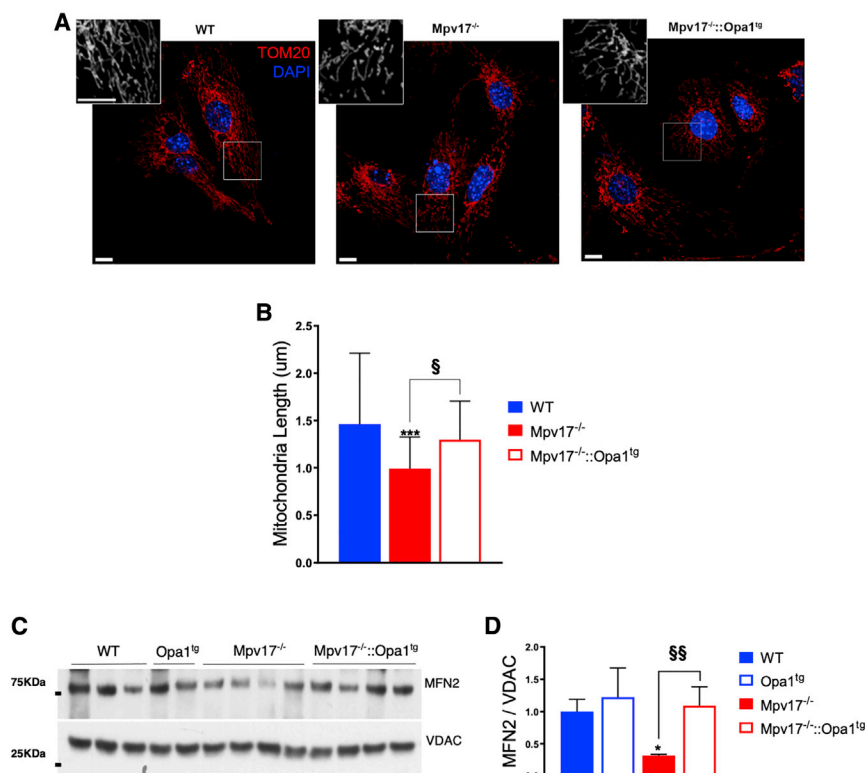 A
WT
Mpv17-/-
Mpv17-/-::Opa1tg
TOM20
DAPI
B
Mitochondria Length (um)
2.5
2.0
1.5
1.0
0.5
0.0
§
***
WT
Mpv17-/-
Mpv17-/-::Opa1tg
C
WT
Opa1tg
Mpv17-/-
Mpv17-/-::Opa1tg
75KDa
MFN2
25KDa
VDAC
D
MFN2 / VDAC
2.0
1.5
1.0
0.5
0.0
§§
*
WT
Opa1tg
Mpv17-/-
Mpv17-/-::Opa1tg